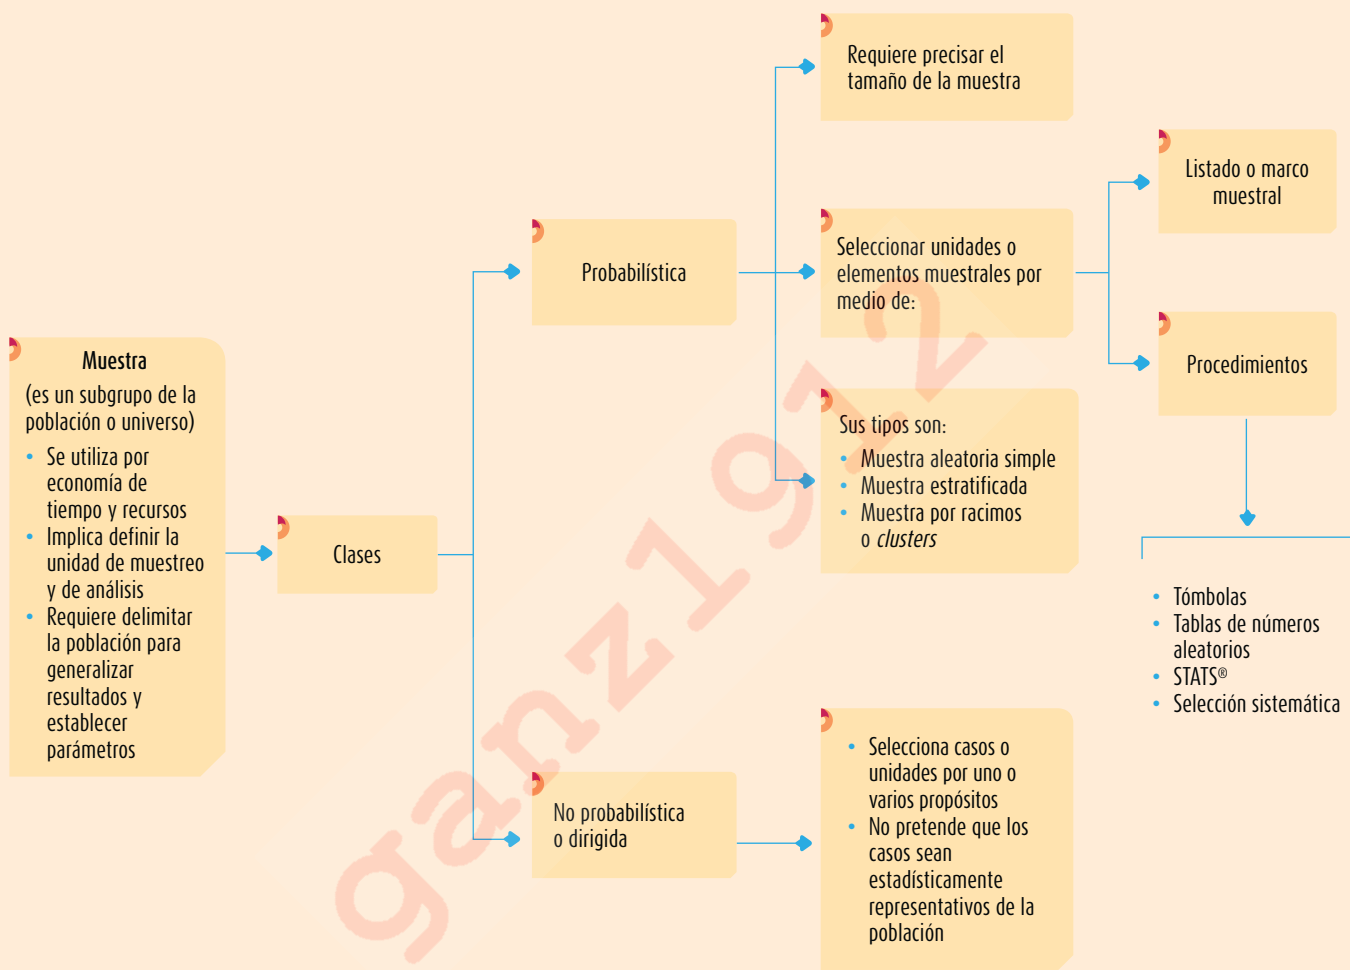 Muestra
(es un subgrupo de la
población o universo)
• Se utiliza por
economía de
tiempo y recursos
• Implica definir la
unidad de muestreo
y de análisis
• Requiere delimitar
la población para
generalizar
resultados y
establecer
parámetros
Clases
Probabilística
Requiere precisar el
tamaño de la muestra
Seleccionar unidades o
elementos muestrales por
medio de:
Listado o marco
muestral
Procedimientos
• Tómbolas
• Tablas de números
aleatorios
• STATS®
• Selección sistemática
Sus tipos son:
• Muestra aleatoria simple
• Muestra estratificada
• Muestra por racimos
o clusters
No probabilística
o dirigida
• Selecciona casos o
unidades por uno o
varios propósitos
• No pretende que los
casos sean
estadísticamente
representativos de la
población
ganz1912